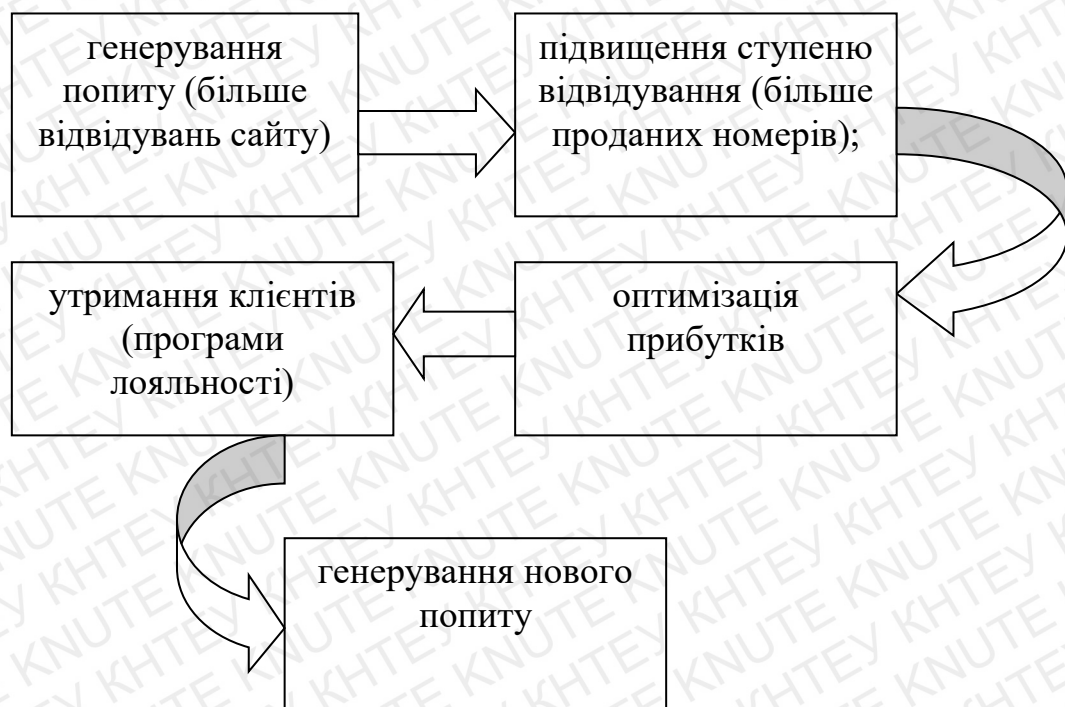 генерування
попиту (більше
відвідувань сайту)
підвищення ступеню
відвідування (більше
проданих номерів);
оптимізація
прибутків
утримання клієнтів
(програми
лояльності)
генерування нового
попиту